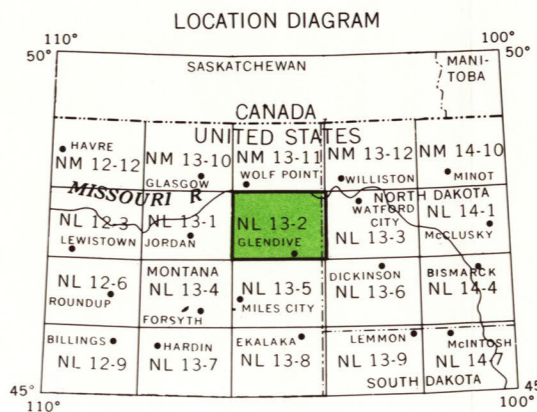 LOCATION DIAGRAM
110° 100°
50° 50°
SASKATCHEWAN MANI-
TOBA
CANADA
UNITED STATES
HAVRE
NM 12-12 NM 13-10 NM 13-11 NM 13-12 NM 14-10
GLASGOW WOLF POINT WILLISTON MINOT
MISSOURI R NORTH DAKOTA
NL 12-3 NL 13-1 NL 13-2 WATFORD CITY NL 14-1
LEWISTOWN JORDAN GLENDIVE NL 13-3 McCLUSKY
NL 12-6 MONTANA NL 13-5 DICKINSON BISMARCK
ROUNDUP NL 13-4 MILES CITY NL 13-6 NL 14-4
FORSYTH
BILLINGS HARDIN EKALAKA LEMMON McINTOSH
NL 12-9 NL 13-7 NL 13-8 NL 13-9 NL 14-7
SOUTH DAKOTA
45° 45°
110° 100°